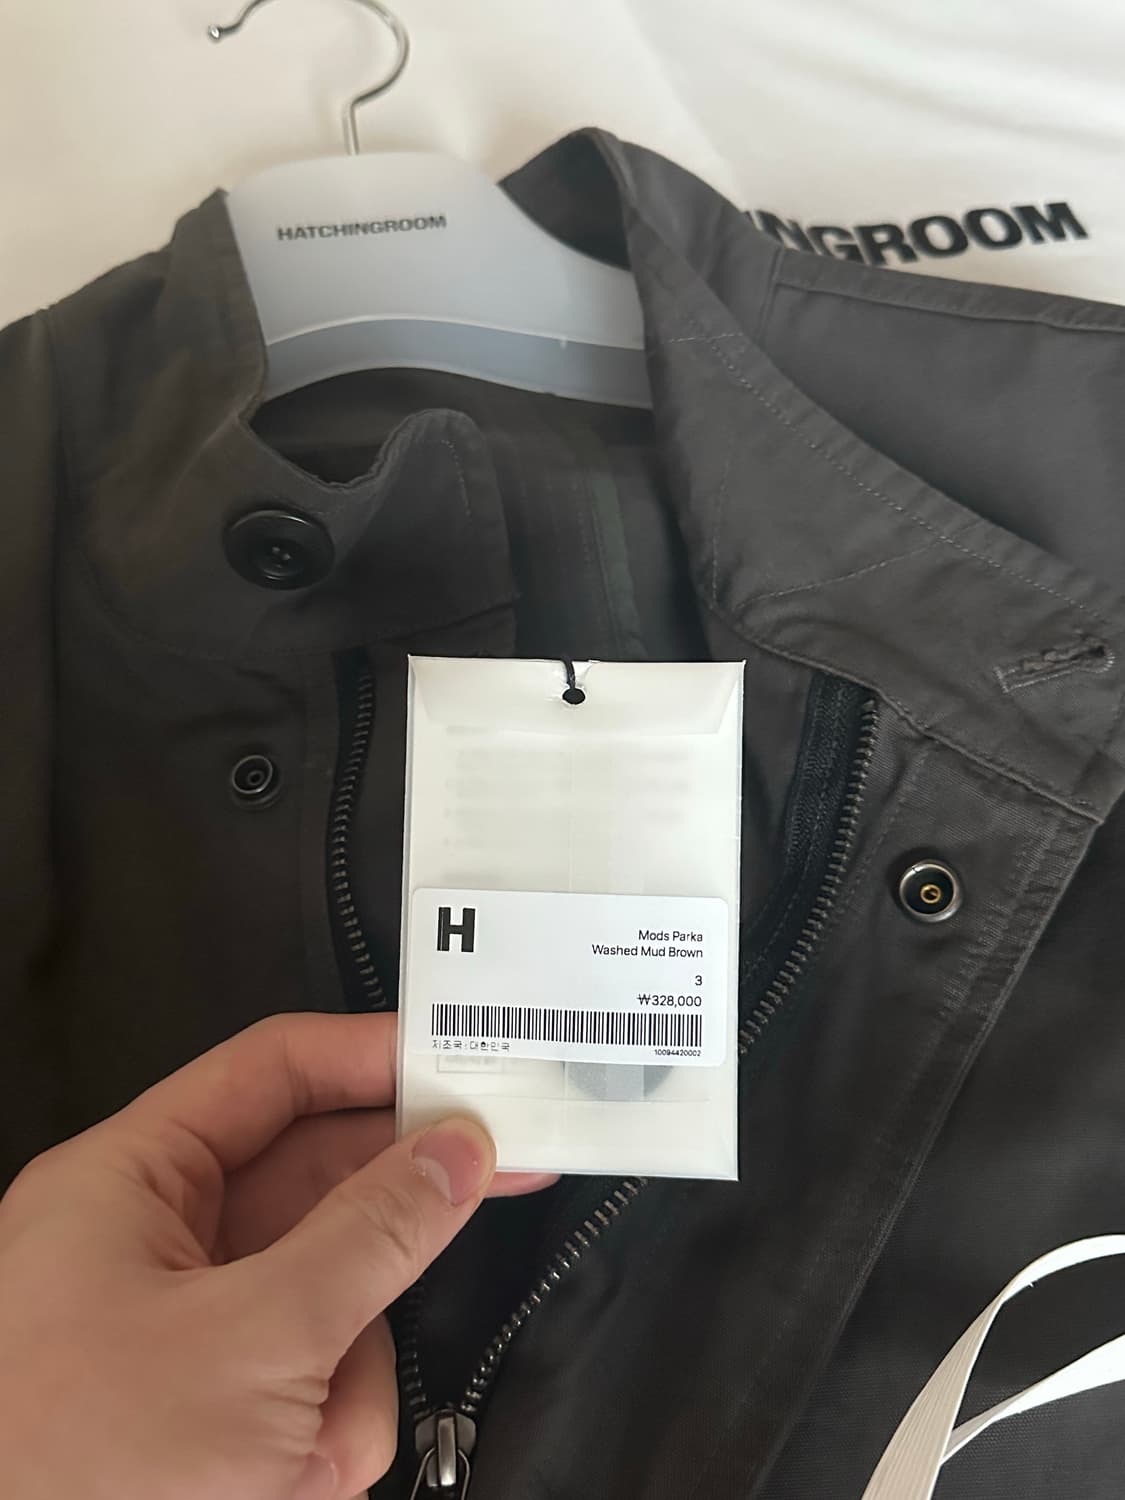 HATCHINGROOM
NGROOM
H
Mods Parka
Washed Mud Brown
3
₩328,000
제조국 : 대한민국
10094420002